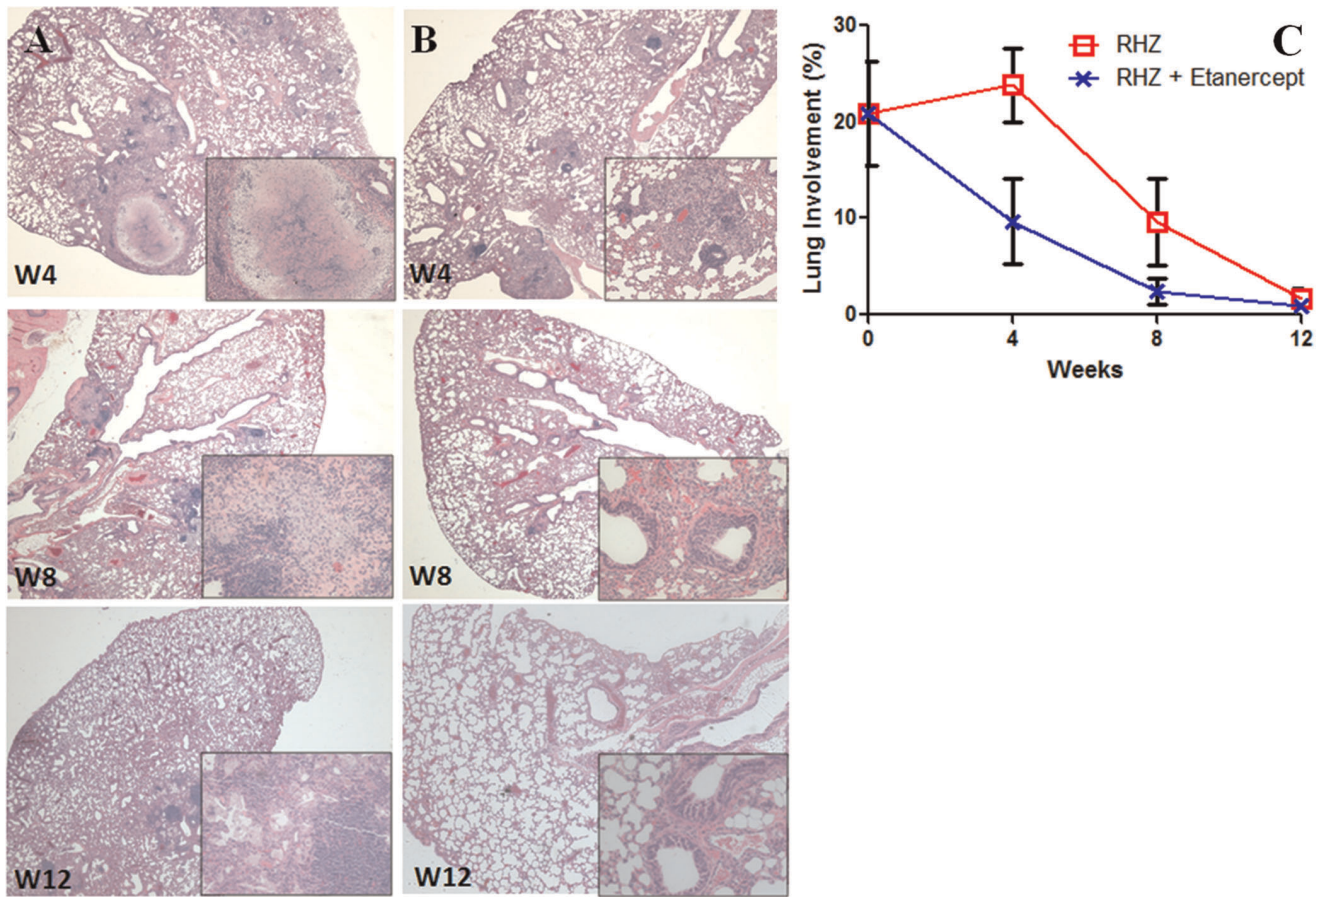 A
W4
B
W4
W8
W8
W12
W12
C
RHZ
RHZ + Etanercept
Lung Involvement (%)
30
20
10
0
0 4 8 12
Weeks